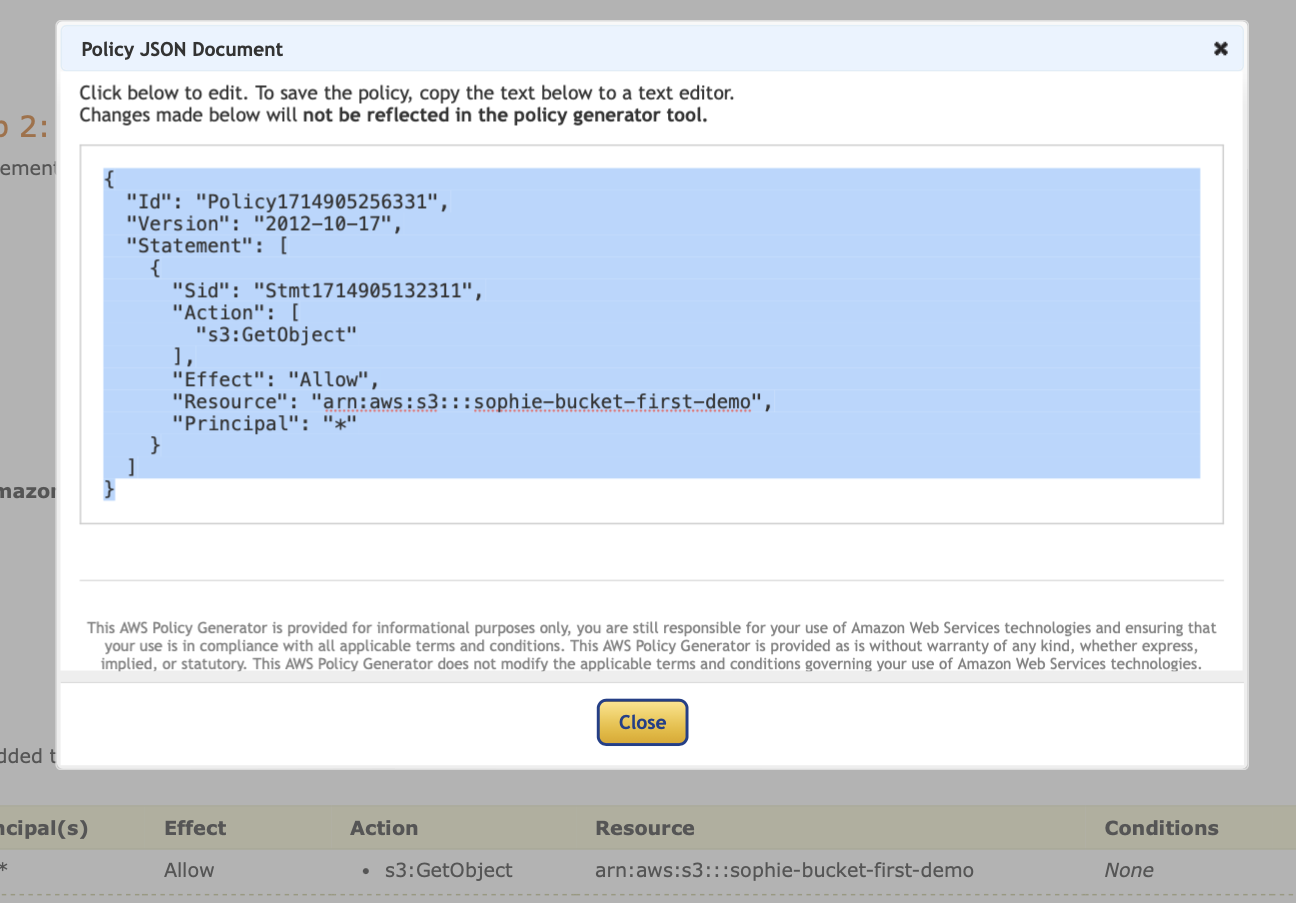 Policy JSON Document
✖
Click below to edit. To save the policy, copy the text below to a text editor.
Changes made below will not be reflected in the policy generator tool.
{
  "Id": "Policy1714905256331",
  "Version": "2012-10-17",
  "Statement": [
    {
      "Sid": "Stmt1714905132311",
      "Action": [
        "s3:GetObject"
      ],
      "Effect": "Allow",
      "Resource": "arn:aws:s3:::sophie-bucket-first-demo",
      "Principal": "*"
    }
  ]
}
This AWS Policy Generator is provided for informational purposes only, you are still responsible for your use of Amazon Web Services technologies and ensuring that
your use is in compliance with all applicable terms and conditions. This AWS Policy Generator is provided as is without warranty of any kind, whether express,
implied, or statutory. This AWS Policy Generator does not modify the applicable terms and conditions governing your use of Amazon Web Services technologies.
Close
2:
dded t
ncipal(s) Effect Action Resource Conditions
* Allow • s3:GetObject arn:aws:s3:::sophie-bucket-first-demo None